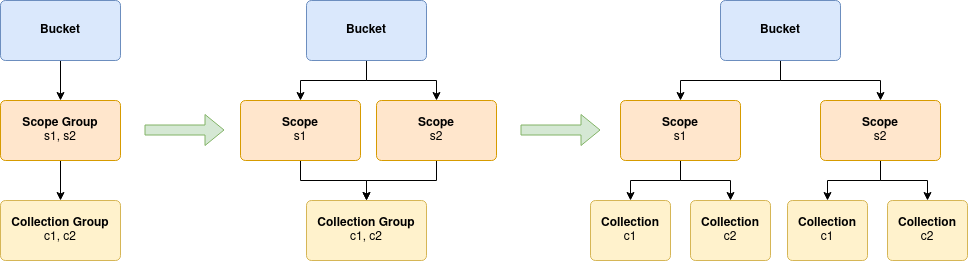 Bucket
Scope Group
s1, s2
Collection Group
c1, c2
Bucket
Scope
s1
Scope
s2
Collection Group
c1, c2
Bucket
Scope
s1
Scope
s2
Collection
c1
Collection
c2
Collection
c1
Collection
c2